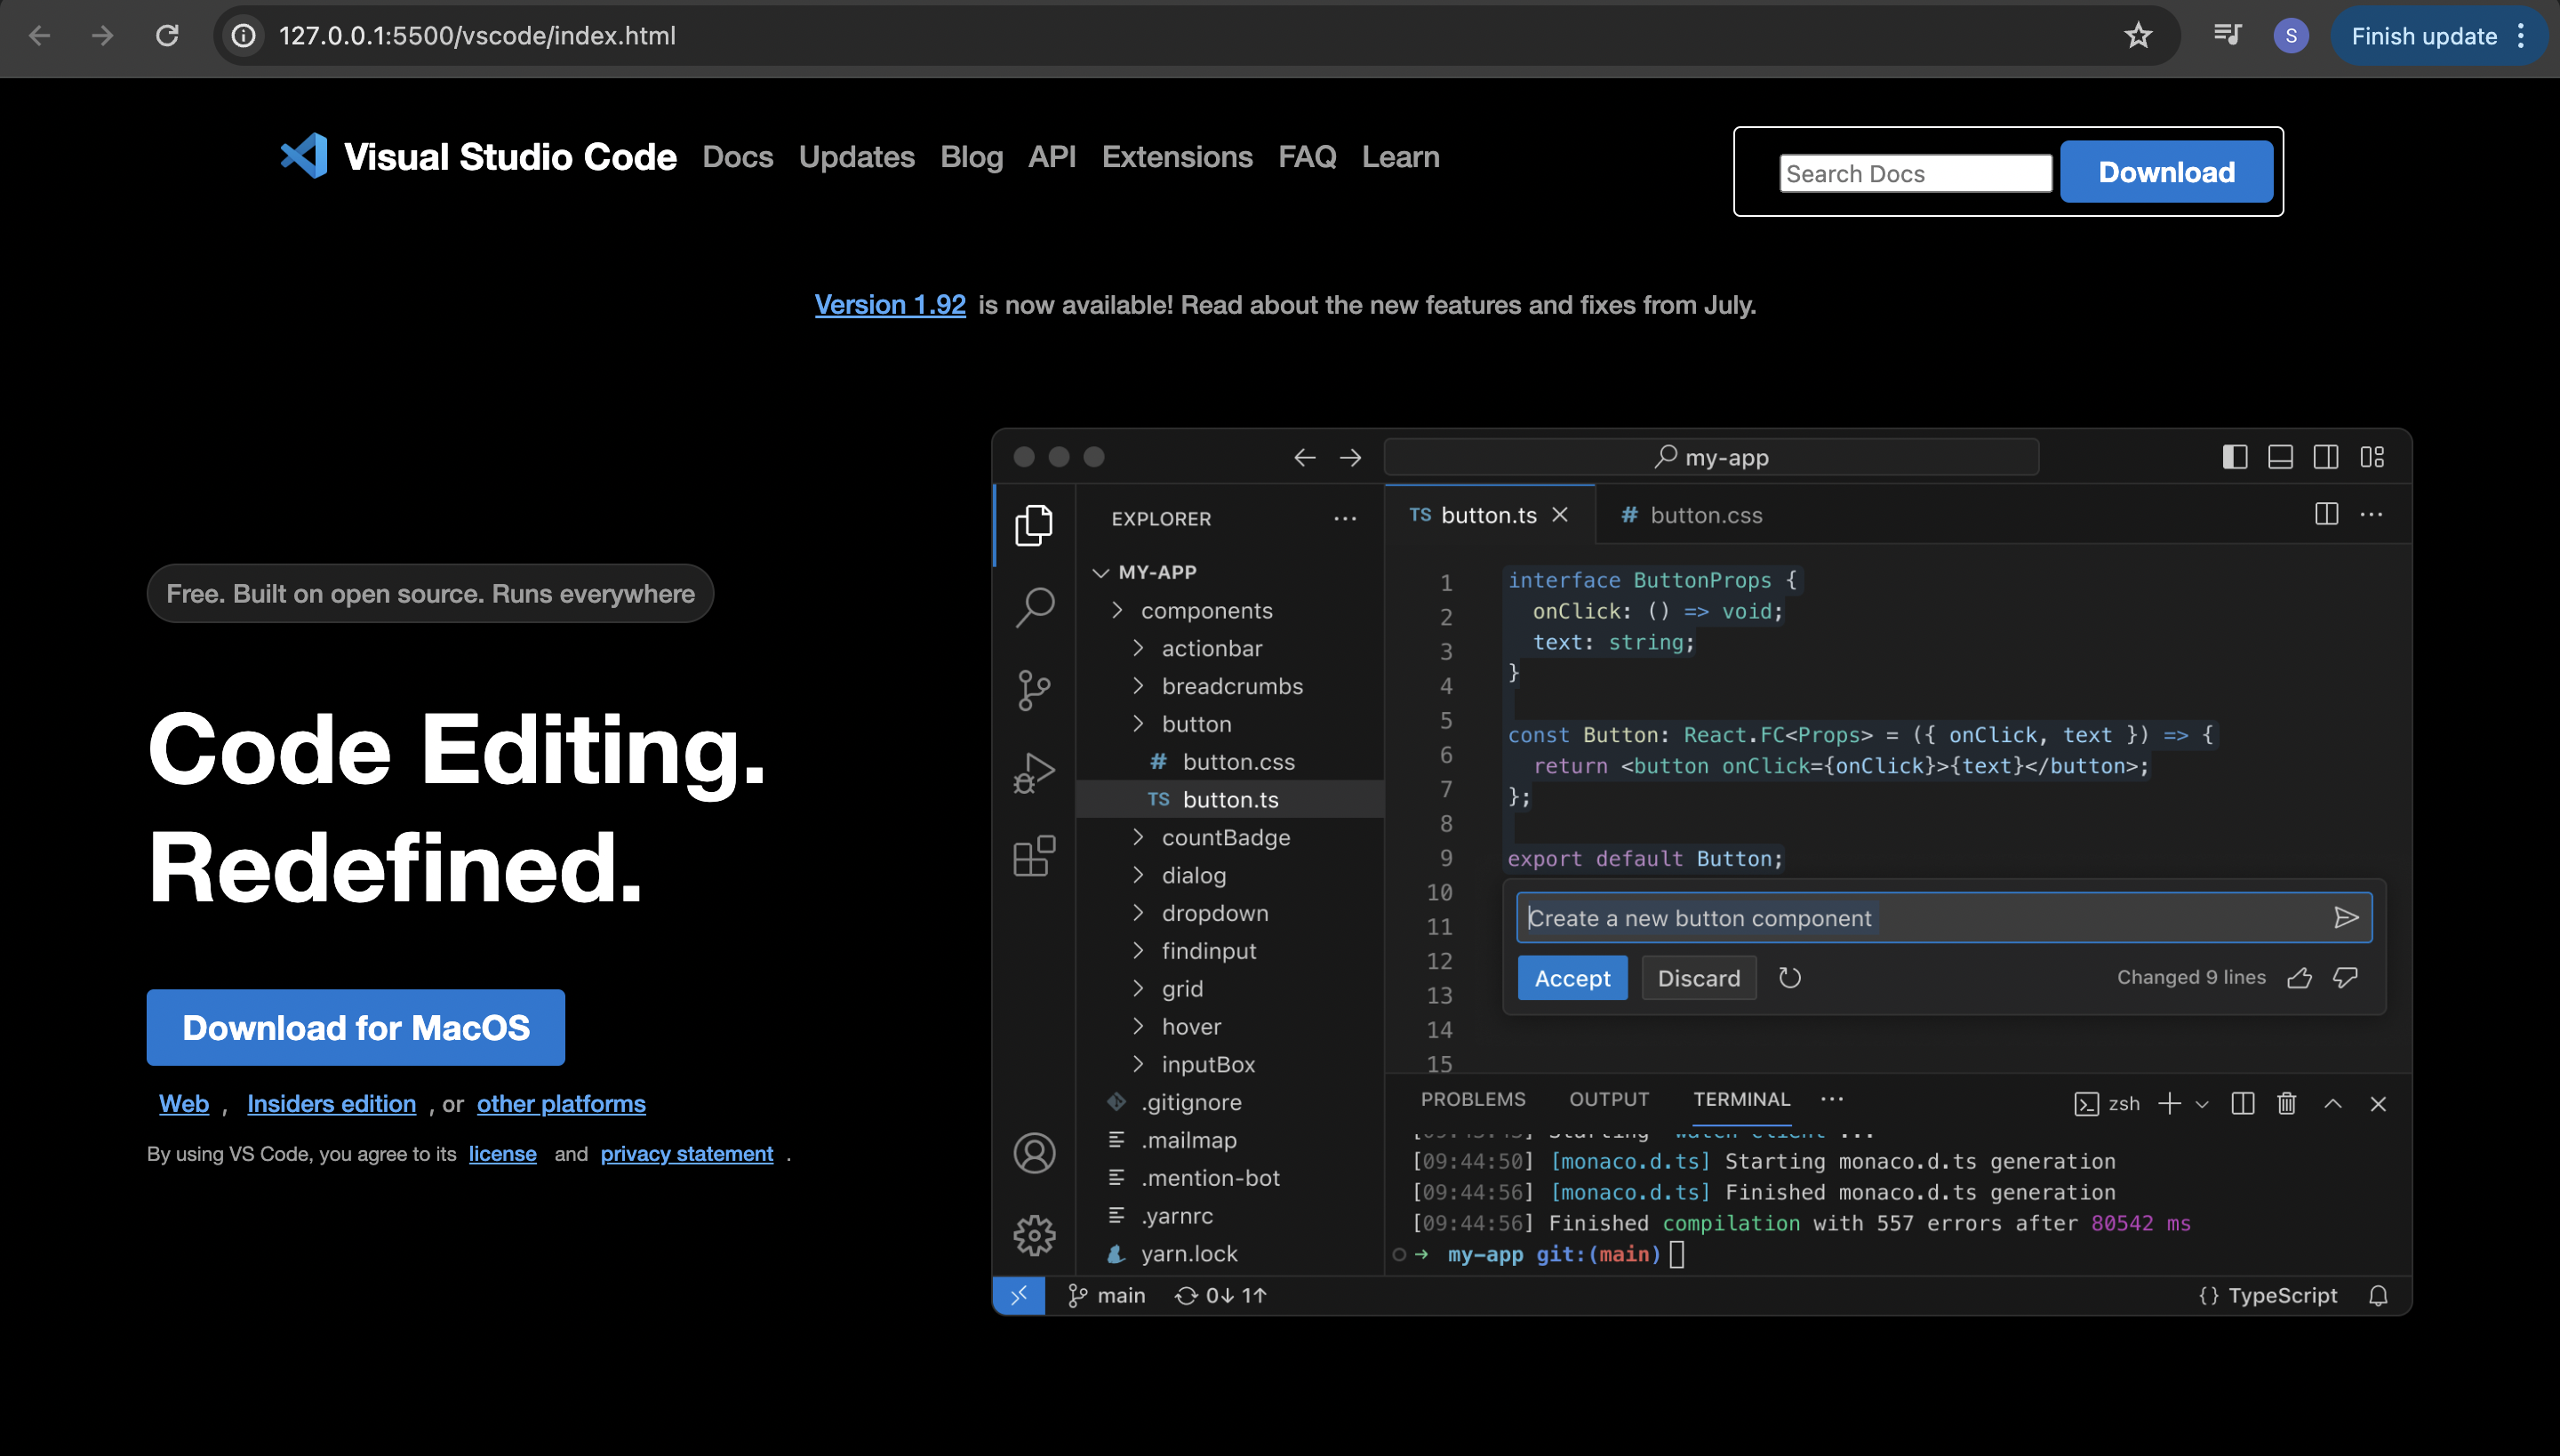 127.0.0.1:5500/vscode/index.html
S
Finish update
Visual Studio Code Docs Updates Blog API Extensions FAQ Learn
Search Docs
Download
Version 1.92 is now available! Read about the new features and fixes from July.
Free. Built on open source. Runs everywhere
Code Editing.
Redefined.
Download for MacOS
Web , Insiders edition , or other platforms
By using VS Code, you agree to its license and privacy statement .
my-app
EXPLORER ...
MY-APP
components
actionbar
breadcrumbs
button
# button.css
TS button.ts
countBadge
dialog
dropdown
findinput
grid
hover
inputBox
.gitignore
.mailmap
.mention-bot
.yarnrc
yarn.lock
TS button.ts
# button.css
1 interface ButtonProps {
2 onClick: () => void;
3 text: string;
4 }
5
6 const Button: React.FC<Props> = ({ onClick, text }) => {
7 return <button onClick={onClick}>{text}</button>;
8 };
9 export default Button;
10
11
12
13
14
15
Create a new button component
Accept Discard
Changed 9 lines
PROBLEMS OUTPUT TERMINAL ...
zsh
[09:44:50] [monaco.d.ts] Starting monaco.d.ts generation
[09:44:56] [monaco.d.ts] Finished monaco.d.ts generation
[09:44:56] Finished compilation with 557 errors after 80542 ms
my-app git:(main)
main 0↓ 1↑
{} TypeScript